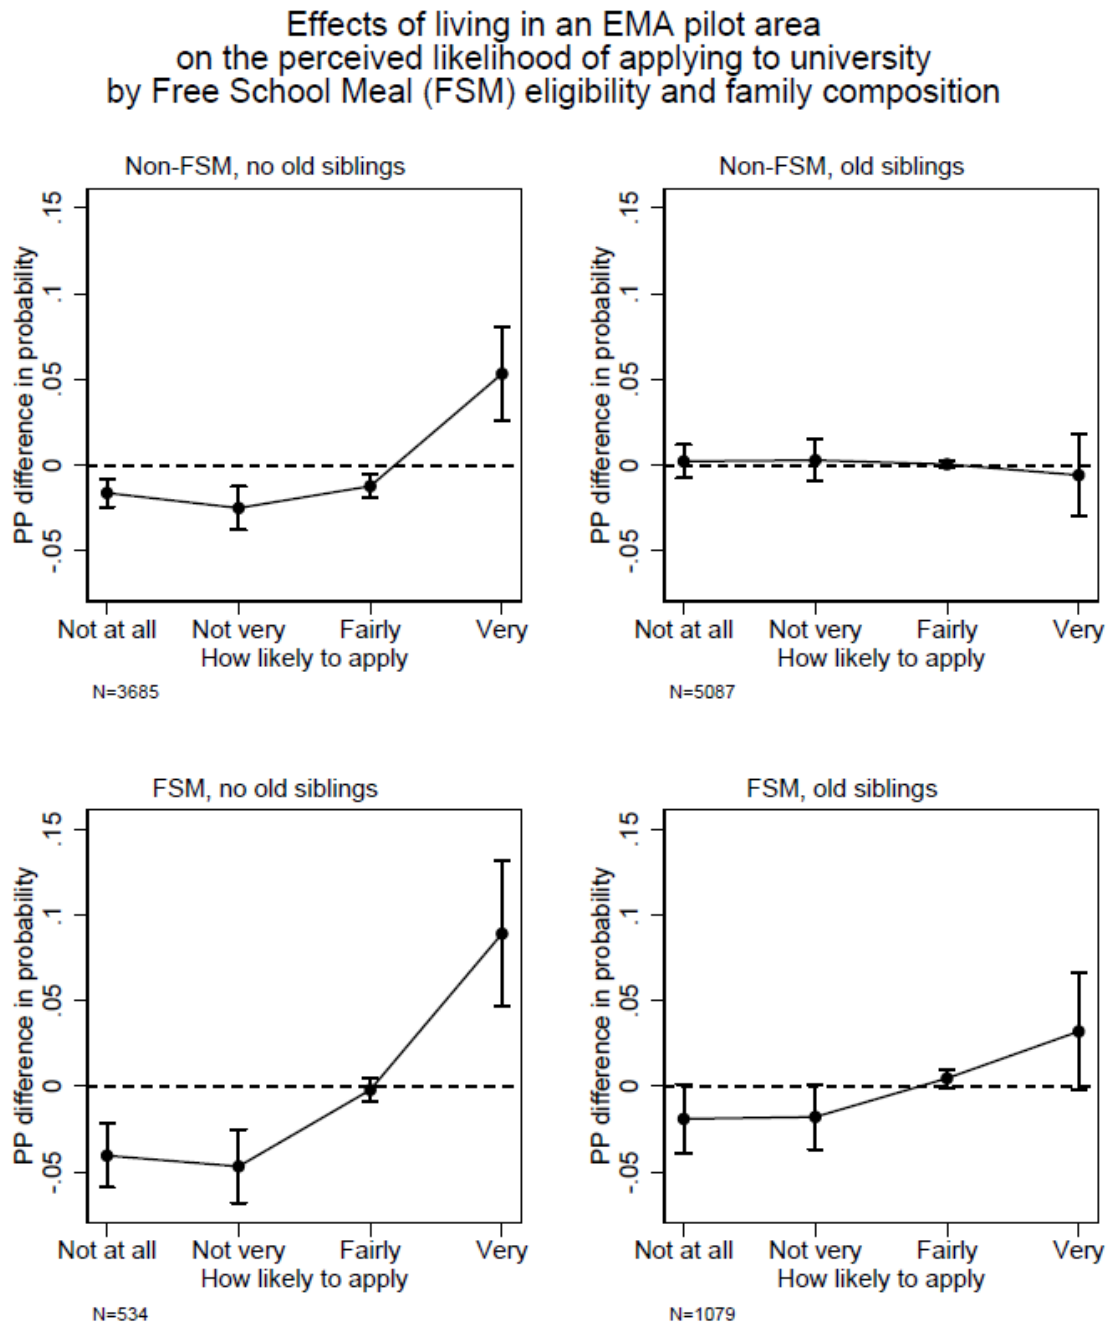 Effects of living in an EMA pilot area
on the perceived likelihood of applying to university
by Free School Meal (FSM) eligibility and family composition
Non-FSM, no old siblings
PP difference in probability
.15
.1
.05
0
-.05
Not at all Not very Fairly Very
How likely to apply
N=3685
Non-FSM, old siblings
PP difference in probability
.15
.1
.05
0
-.05
Not at all Not very Fairly Very
How likely to apply
N=5087
FSM, no old siblings
PP difference in probability
.15
.1
.05
0
-.05
Not at all Not very Fairly Very
How likely to apply
N=534
FSM, old siblings
PP difference in probability
.15
.1
.05
0
-.05
Not at all Not very Fairly Very
How likely to apply
N=1079